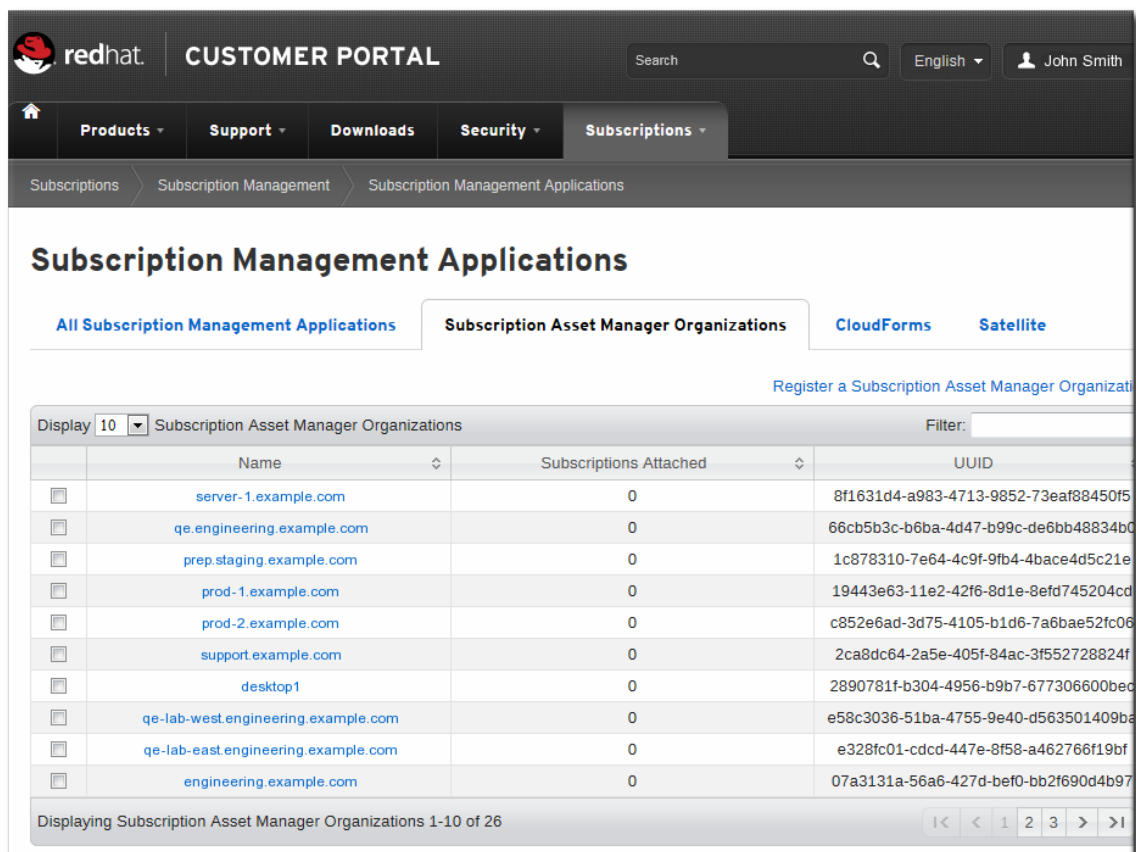 redhat. CUSTOMER PORTAL Search English John Smith
Products Support Downloads Security Subscriptions
Subscriptions Subscription Management Subscription Management Applications
Subscription Management Applications
All Subscription Management Applications Subscription Asset Manager Organizations CloudForms Satellite
Register a Subscription Asset Manager Organizati
Display 10 Subscription Asset Manager Organizations Filter:
Name Subscriptions Attached UUID
server-1.example.com 0 8f1631d4-a983-4713-9852-73eaf88450f5
qe.engineering.example.com 0 66cb5b3c-b6ba-4d47-b99c-de6bb48834b0
prep.staging.example.com 0 1c878310-7e64-4c9f-9fb4-4bace4d5c21e
prod-1.example.com 0 19443e63-11e2-42f6-8d1e-8efd745204cd
prod-2.example.com 0 c852e6ad-3d75-4105-b1d6-7a6bae52fc06
support.example.com 0 2ca8dc64-2a5e-405f-84ac-3f552728824f
desktop1 0 2890781f-b304-4956-b9b7-677306600bec
qe-lab-west.engineering.example.com 0 e58c3036-51ba-4755-9e40-d563501409ba
qe-lab-east.engineering.example.com 0 e328fc01-cdcd-447e-8f58-a462766f19bf
engineering.example.com 0 07a3131a-56a6-427d-bef0-bb2f690d4b97
Displaying Subscription Asset Manager Organizations 1-10 of 26 1 2 3